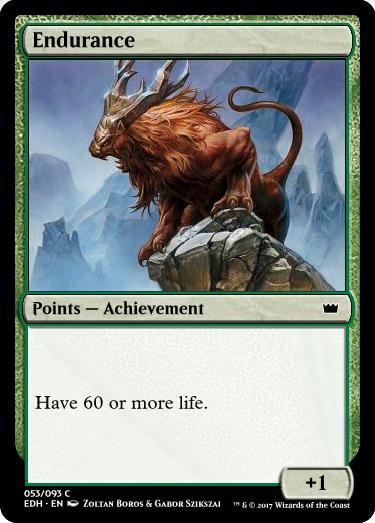 Endurance
Points — Achievement
Have 60 or more life.
+1
053/093 C
EDH • EN Zoltan Boros & Gabor Szikszai ™ & © 2017 Wizards of the Coast